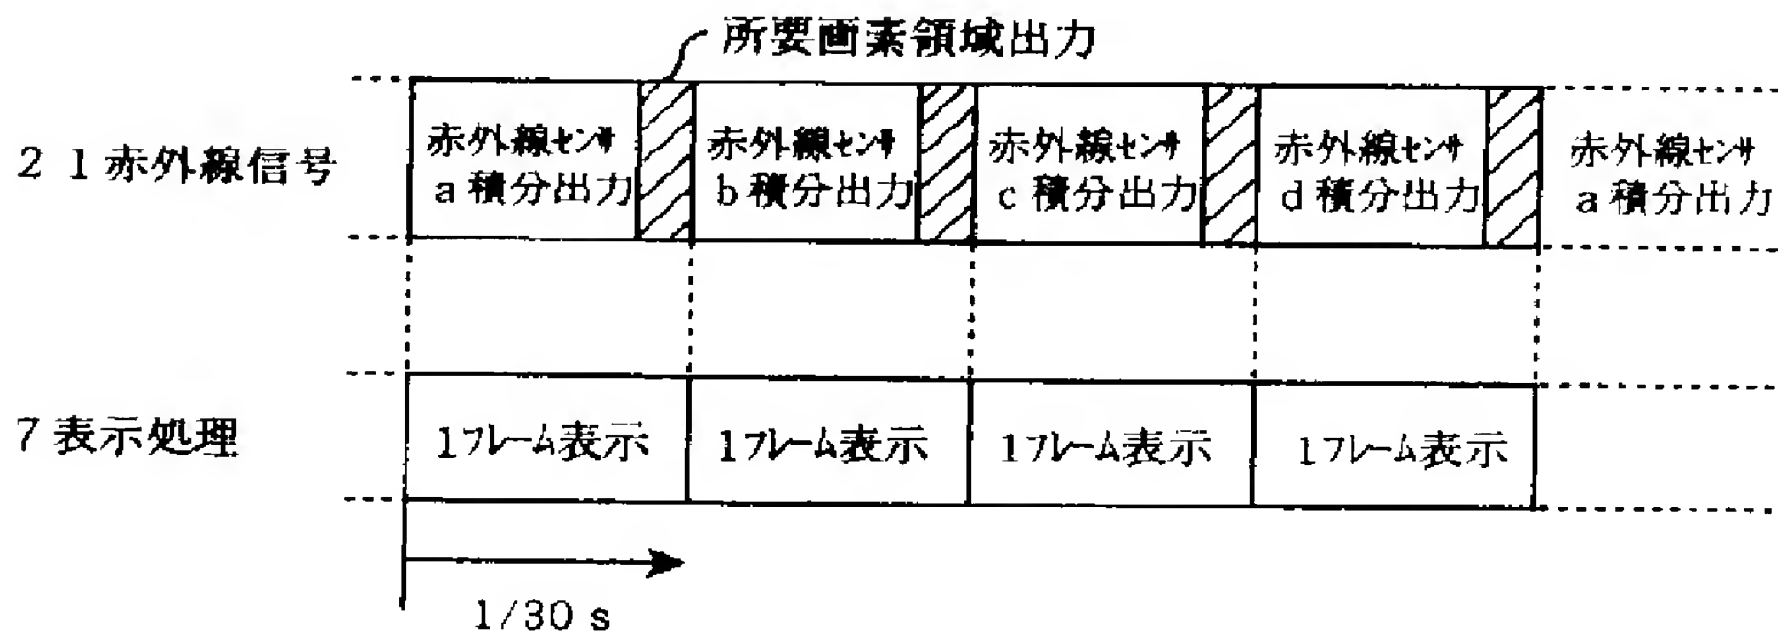 所要画素領域出力
21赤外線信号
赤外線センサ
a積分出力
赤外線センサ
b積分出力
赤外線センサ
c積分出力
赤外線センサ
d積分出力
赤外線センサ
a積分出力
7表示処理
1フレーム表示
1フレーム表示
1フレーム表示
1フレーム表示
1/30 s